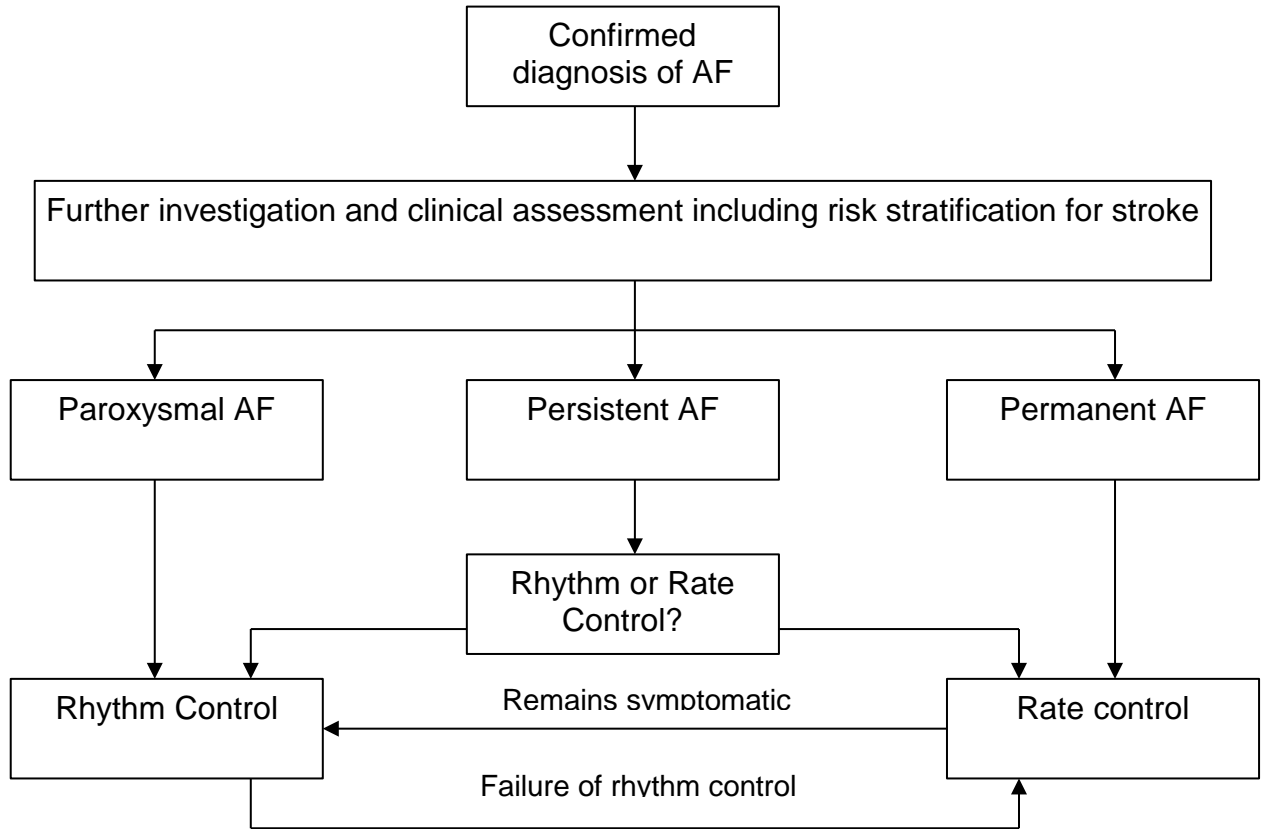 Confirmed
diagnosis of AF
Further investigation and clinical assessment including risk stratification for stroke
Paroxysmal AF
Persistent AF
Permanent AF
Rhythm or Rate
Control?
Rhythm Control
Remains symptomatic
Rate control
Failure of rhythm control